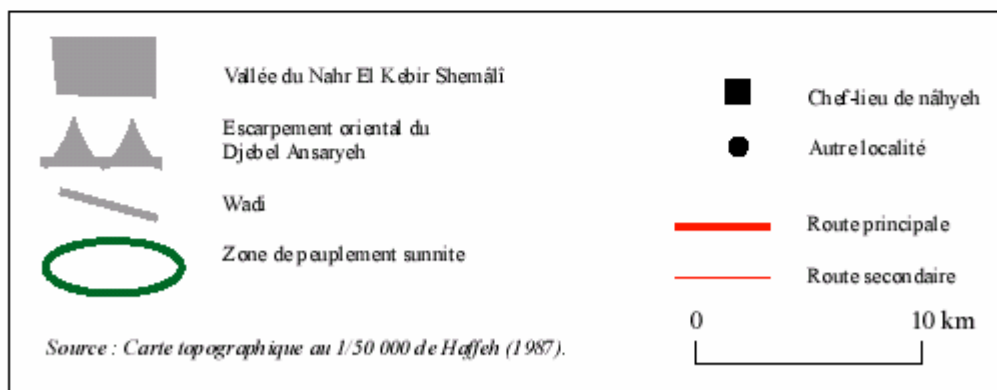 Vallée du Nahr El Kebir Shemâlî
Escarpement oriental du
Djebel Ansaryeh
Wadi
Zone de peuplement sunnite
Chef-lieu de nâhyeh
Autre localité
Route principale
Route secondaire
0 10 km
Source : Carte topographique au 1/50 000 de Haffeh (1987).